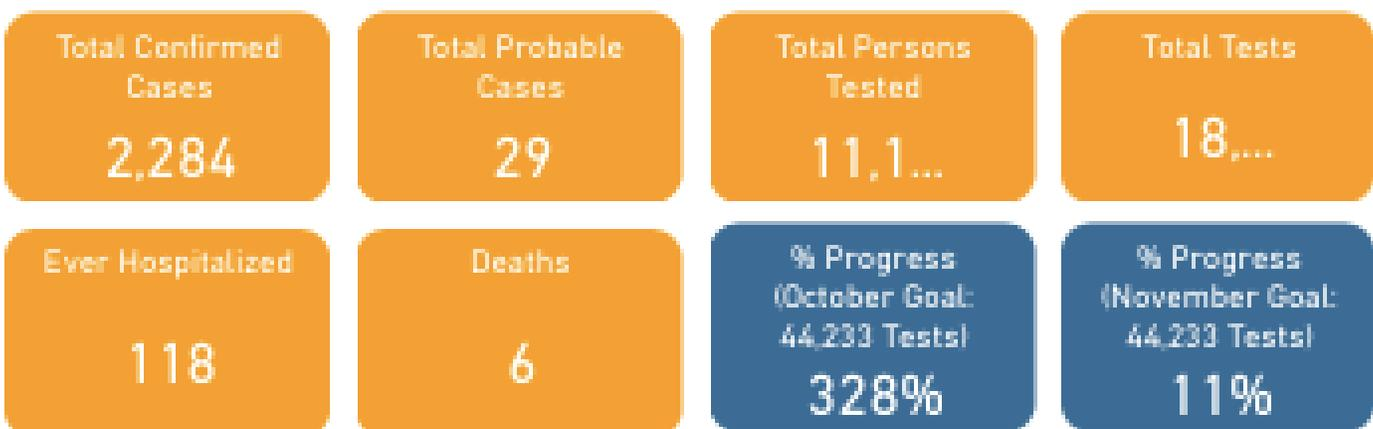 Total Confirmed
Cases
2,284
Total Probable
Cases
29
Total Persons
Tested
11,1...
Total Tests
18,...
Ever Hospitalized
118
Deaths
6
% Progress
(October Goal:
44,233 Tests)
328%
% Progress
(November Goal:
44,233 Tests)
11%